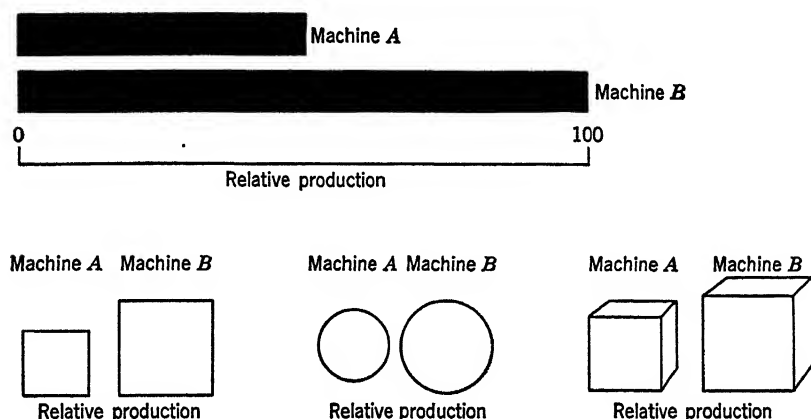 Machine A
Machine B
0 100
Relative production
Machine A Machine B Machine A Machine B Machine A Machine B
Relative production Relative production Relative production